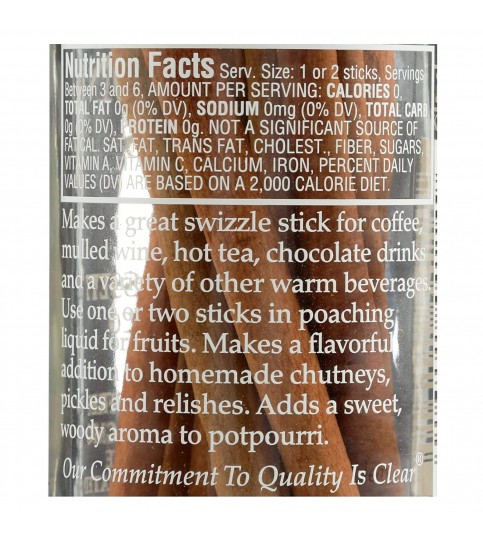 Nutrition Facts Serv. Size: 1 or 2 sticks, Servings
Between 3 and 6, AMOUNT PER SERVING: CALORIES 0,
TOTAL FAT 0g (0% DV), SODIUM 0mg (0% DV), TOTAL CARB
0g (0% DV), PROTEIN 0g. NOT A SIGNIFICANT SOURCE OF
FAT CAL. SAT. FAT, TRANS FAT, CHOLEST., FIBER, SUGARS,
VITAMIN A, VITAMIN C, CALCIUM, IRON, PERCENT DAILY
VALUES (DV) ARE BASED ON A 2,000 CALORIE DIET.
Makes a great swizzle stick for coffee,
mulled wine, hot tea, chocolate drinks
and a variety of other warm beverages.
Use one or two sticks in poaching
liquid for fruits. Makes a flavorful
addition to homemade chutneys,
pickles and relishes. Adds a sweet,
woody aroma to potpourri.
Our Commitment To Quality Is Clear®